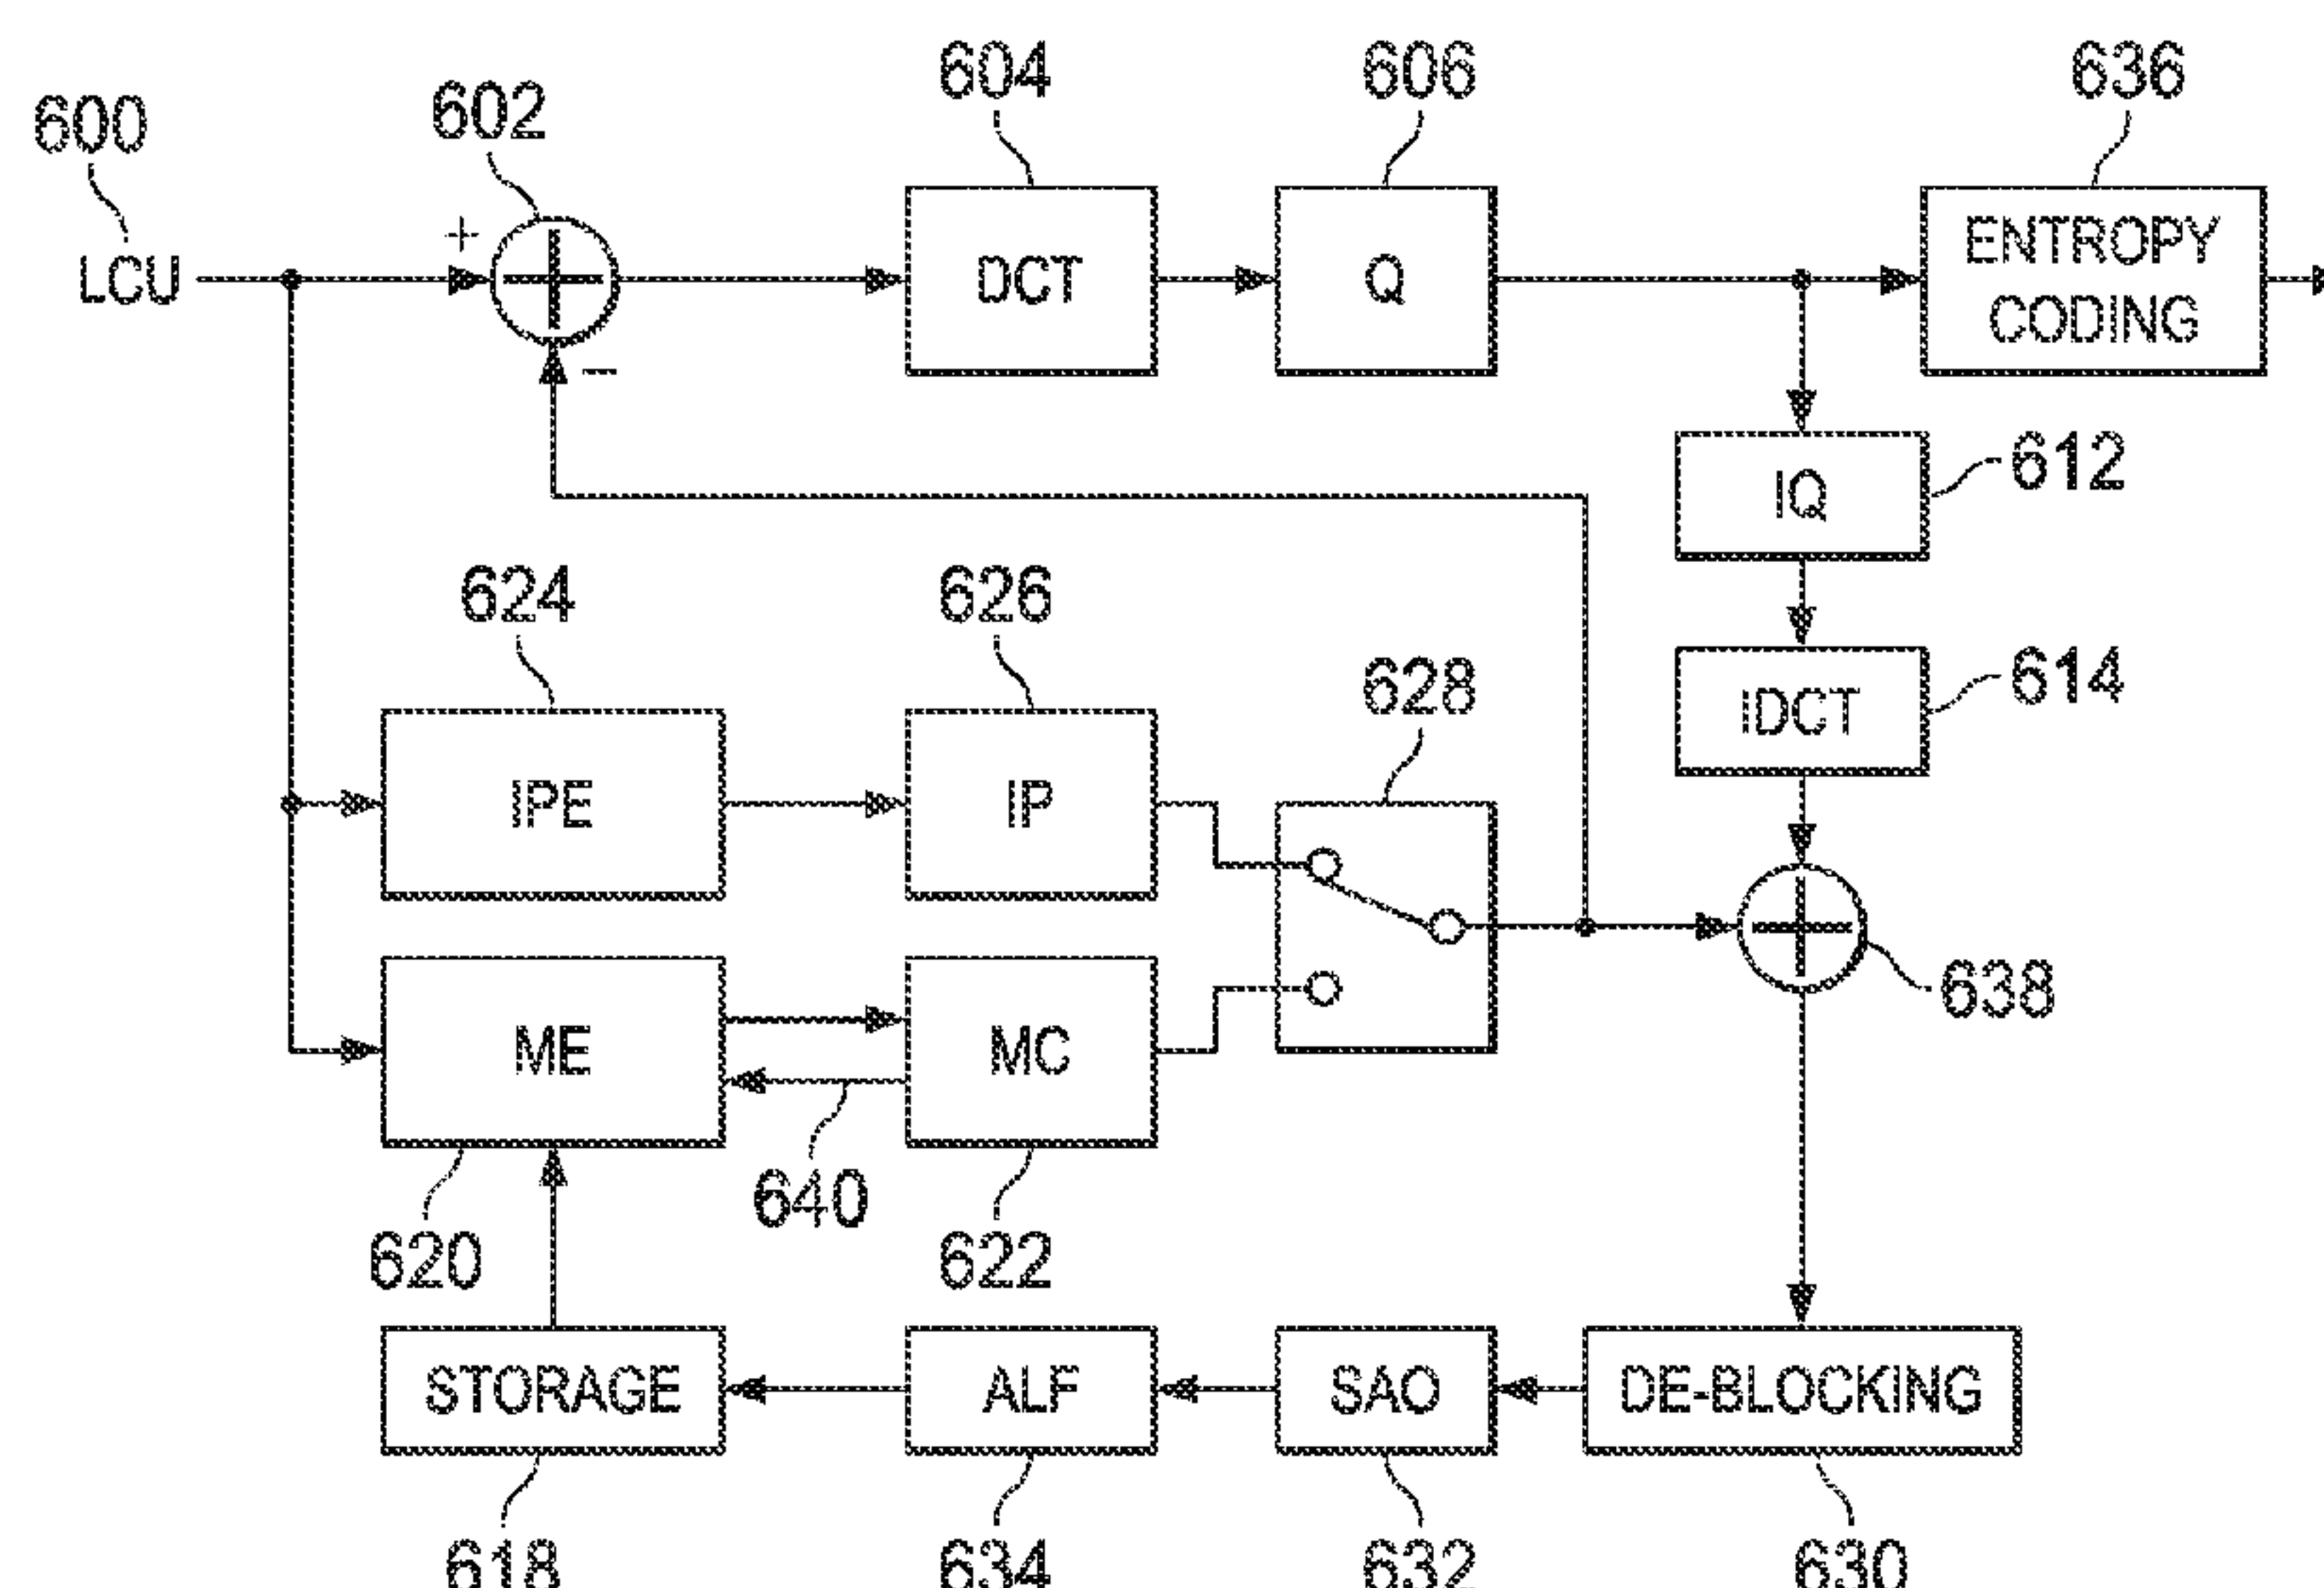 604
606
636
600
602
+
LCU
DCT
Q
ENTROPY
CODING
−
612
IQ
624
626
614
628
IDCT
IPE
IP
638
ME
MC
640
620
622
STORAGE
ALF
SAO
DE-BLOCKING
618
634
632
630